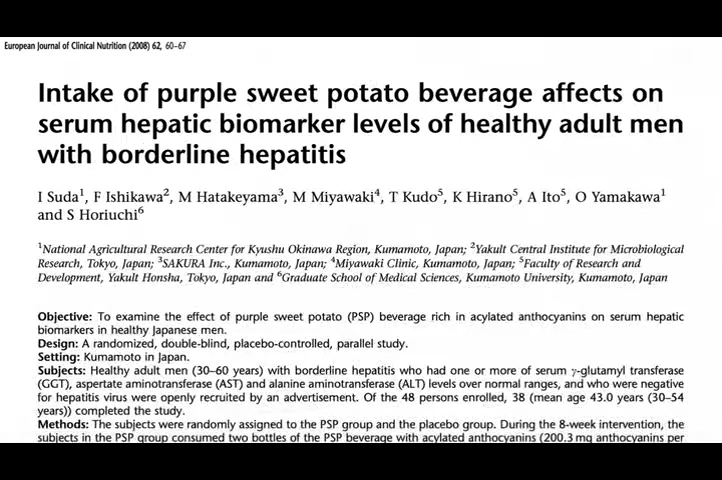 European Journal of Clinical Nutrition (2008) 62, 60–67
Intake of purple sweet potato beverage affects on
serum hepatic biomarker levels of healthy adult men
with borderline hepatitis
I Suda¹, F Ishikawa², M Hatakeyama³, M Miyawaki⁴, T Kudo⁵, K Hirano⁵, A Ito⁵, O Yamakawa¹
and S Horiuchi⁶
¹National Agricultural Research Center for Kyushu Okinawa Region, Kumamoto, Japan; ²Yakult Central Institute for Microbiological
Research, Tokyo, Japan; ³SAKURA Inc., Kumamoto, Japan; ⁴Miyawaki Clinic, Kumamoto, Japan; ⁵Faculty of Research and
Development, Yakult Honsha, Tokyo, Japan and ⁶Graduate School of Medical Sciences, Kumamoto University, Kumamoto, Japan
Objective: To examine the effect of purple sweet potato (PSP) beverage rich in acylated anthocyanins on serum hepatic
biomarkers in healthy Japanese men.
Design: A randomized, double-blind, placebo-controlled, parallel study.
Setting: Kumamoto in Japan.
Subjects: Healthy adult men (30–60 years) with borderline hepatitis who had one or more of serum γ-glutamyl transferase
(GGT), aspertate aminotransferase (AST) and alanine aminotransferase (ALT) levels over normal ranges, and who were negative
for hepatitis virus were openly recruited by an advertisement. Of the 48 persons enrolled, 38 (mean age 43.0 years (30–54
years)) completed the study.
Methods: The subjects were randomly assigned to the PSP group and the placebo group. During the 8-week intervention, the
subjects in the PSP group consumed two bottles of the PSP beverage with acylated anthocyanins (200.3 mg anthocyanins per